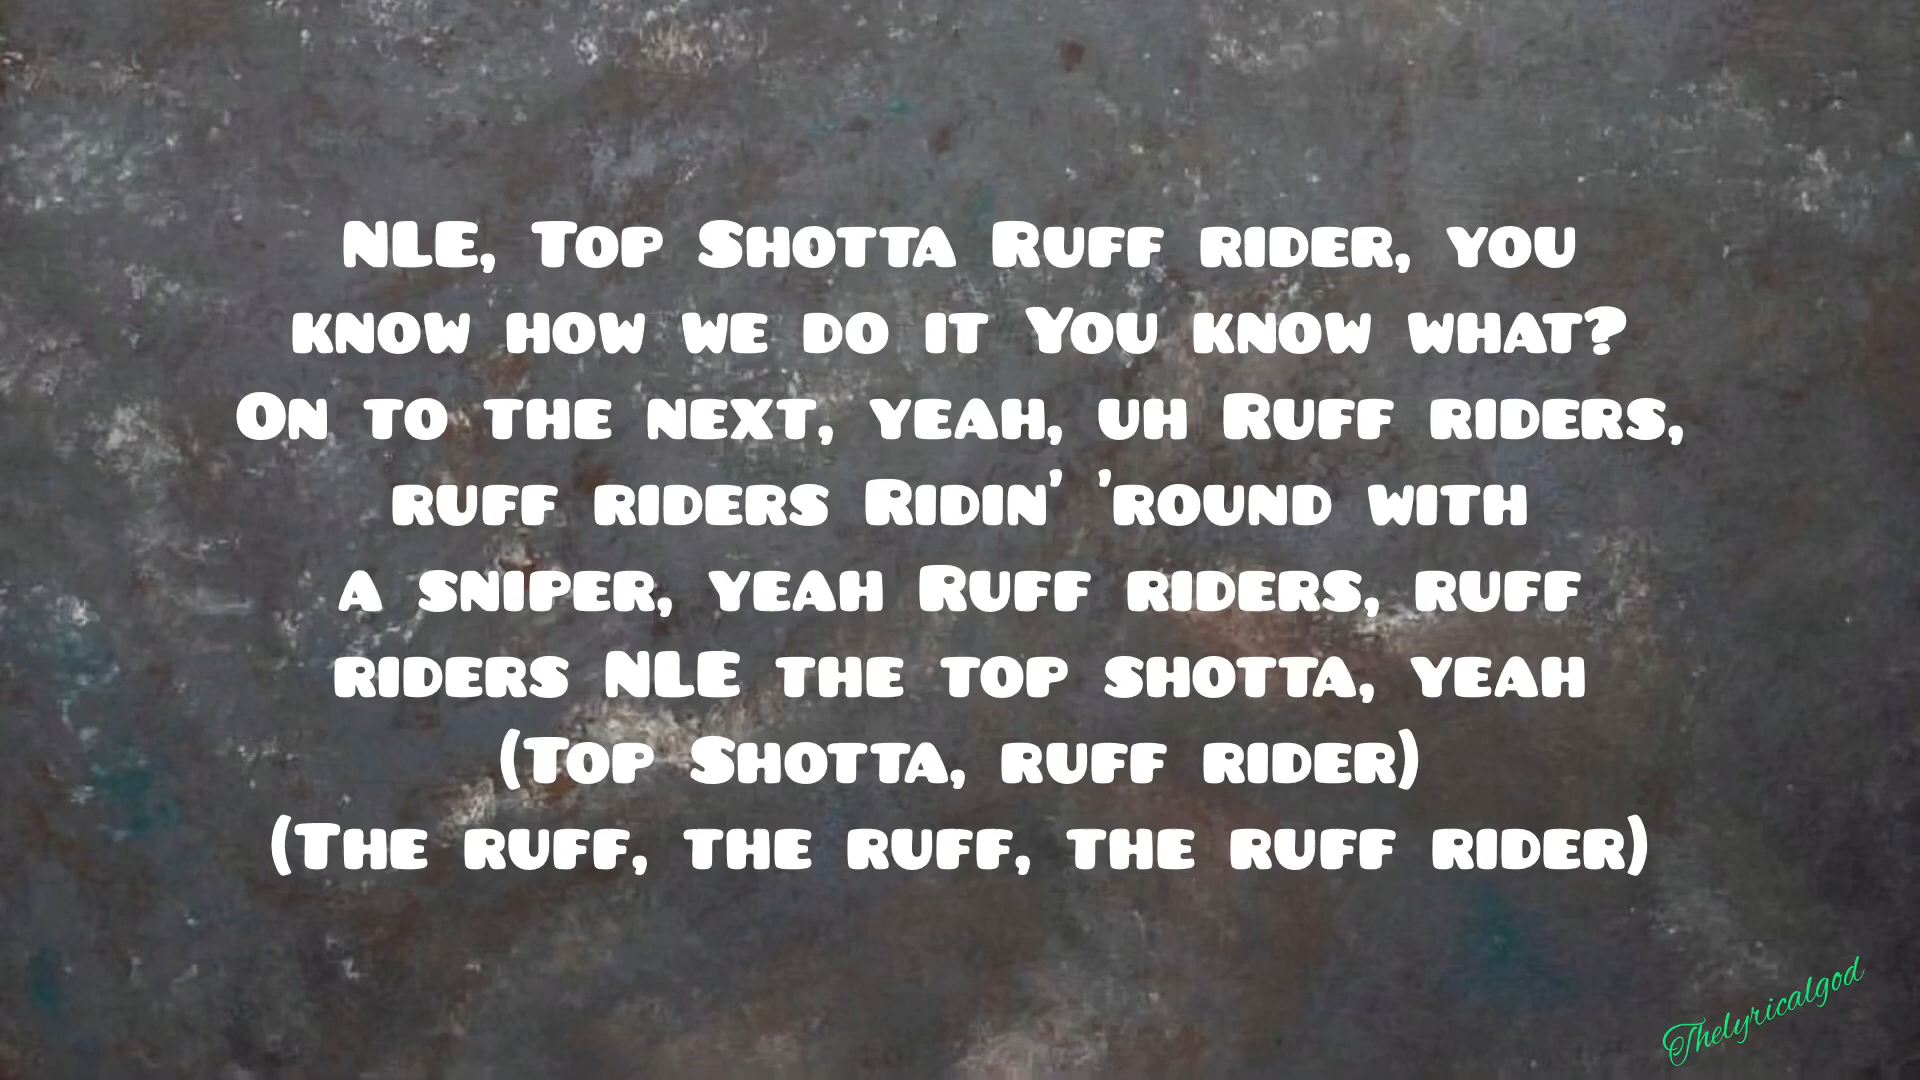 NLE, Top Shotta Ruff rider, you
know how we do it You know what?
On to the next, yeah, uh Ruff riders,
ruff riders Ridin' 'round with
a sniper, yeah Ruff riders, ruff
riders NLE the top shotta, yeah
(Top Shotta, ruff rider)
(The ruff, the ruff, the ruff rider)
Thelyricalgod